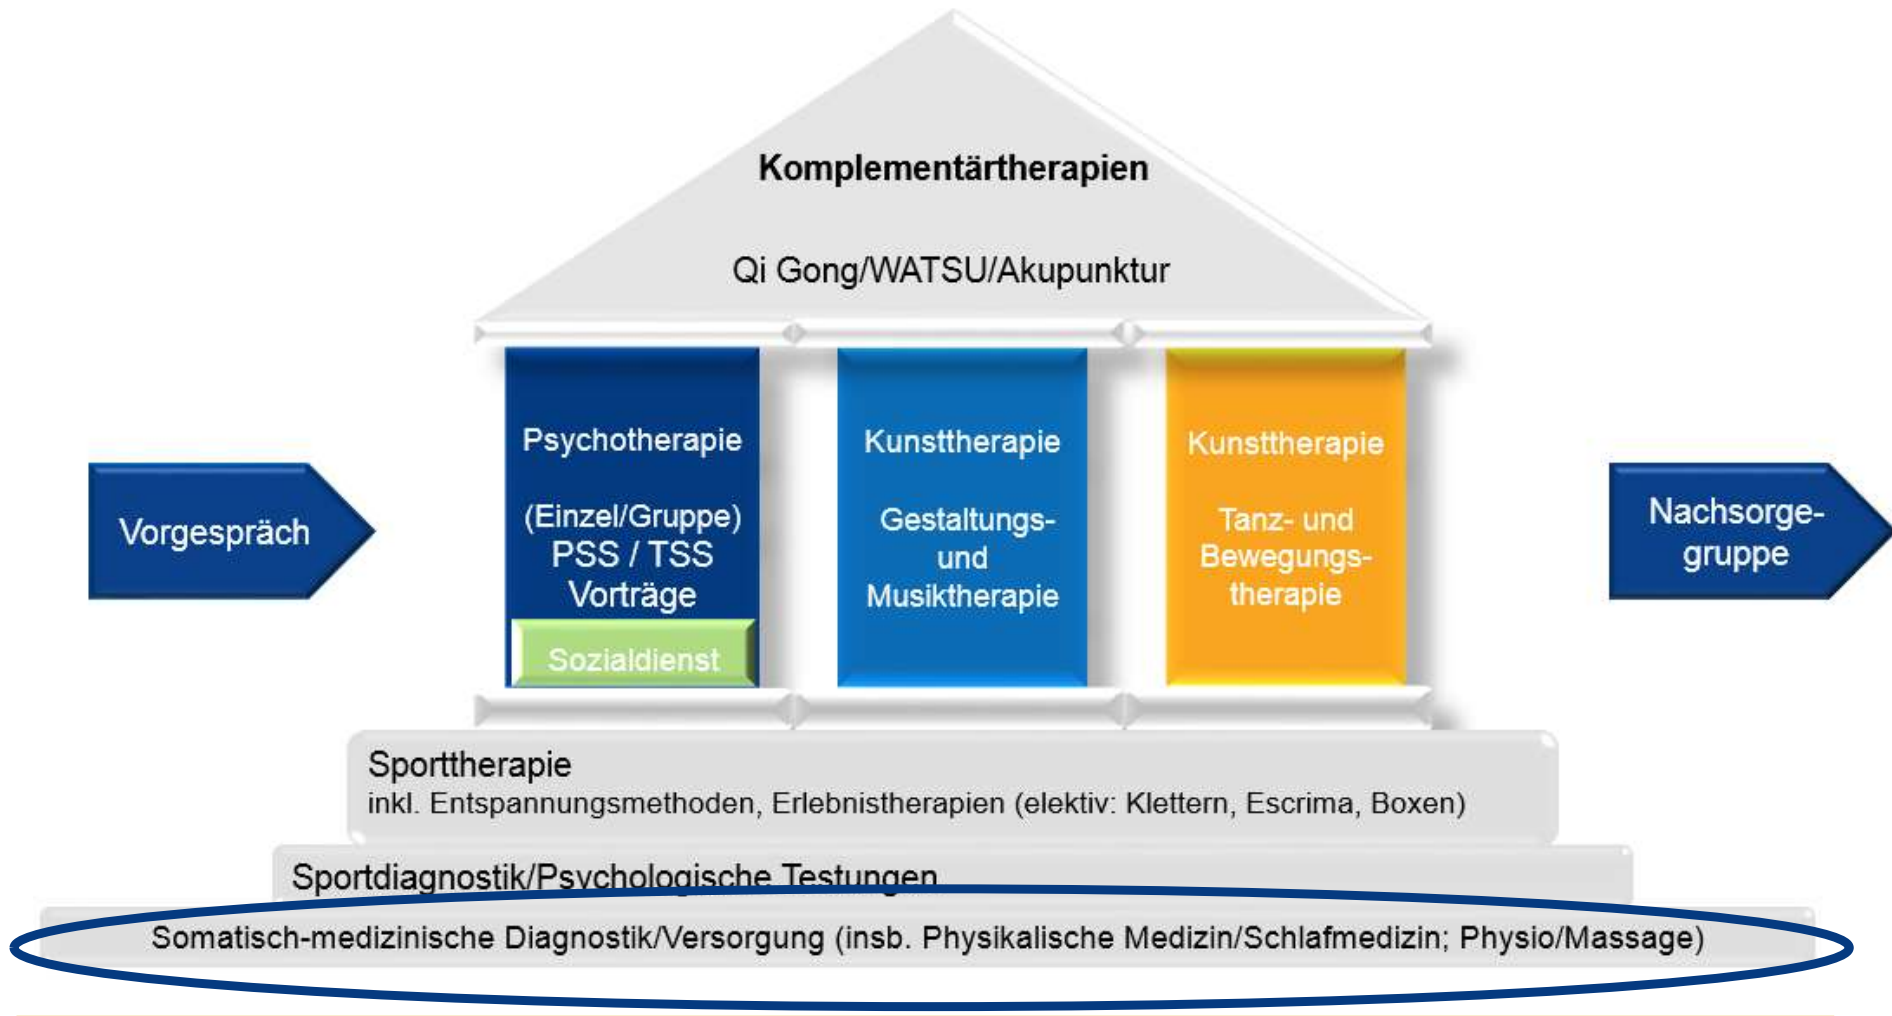 Komplementärtherapien
Qi Gong/WATSU/Akupunktur
Vorgespräch
Psychotherapie
(Einzel/Gruppe)
PSS / TSS
Vorträge
Sozialdienst
Kunsttherapie
Gestaltungs-
und
Musiktherapie
Kunsttherapie
Tanz- und
Bewegungs-
therapie
Nachsorge-
gruppe
Sporttherapie
inkl. Entspannungsmethoden, Erlebnistherapien (elektiv: Klettern, Escrima, Boxen)
Sportdiagnostik/Psychologische Testungen
Somatisch-medizinische Diagnostik/Versorgung (insb. Physikalische Medizin/Schlafmedizin; Physio/Massage)